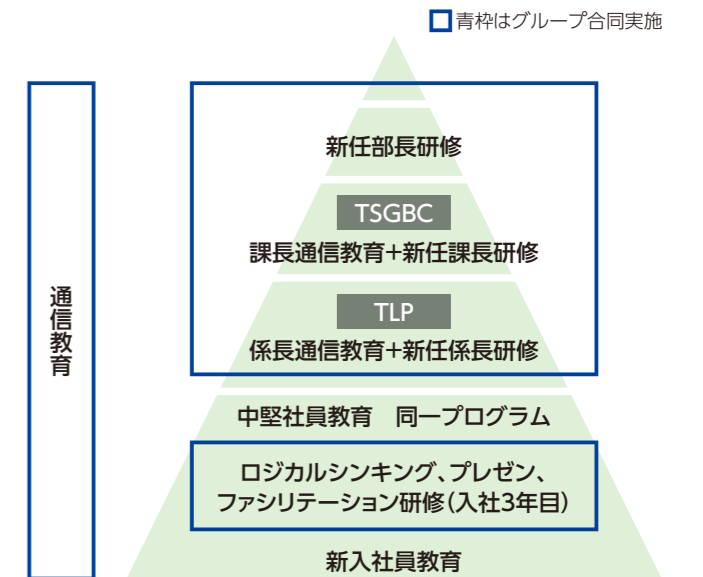 青枠はグループ合同実施
新任部長研修
TSGBC
課長通信教育+新任課長研修
TLP
係長通信教育+新任係長研修
中堅社員教育　同一プログラム
ロジカルシンキング、プレゼン、
ファシリテーション研修(入社3年目)
新入社員教育
通信教育